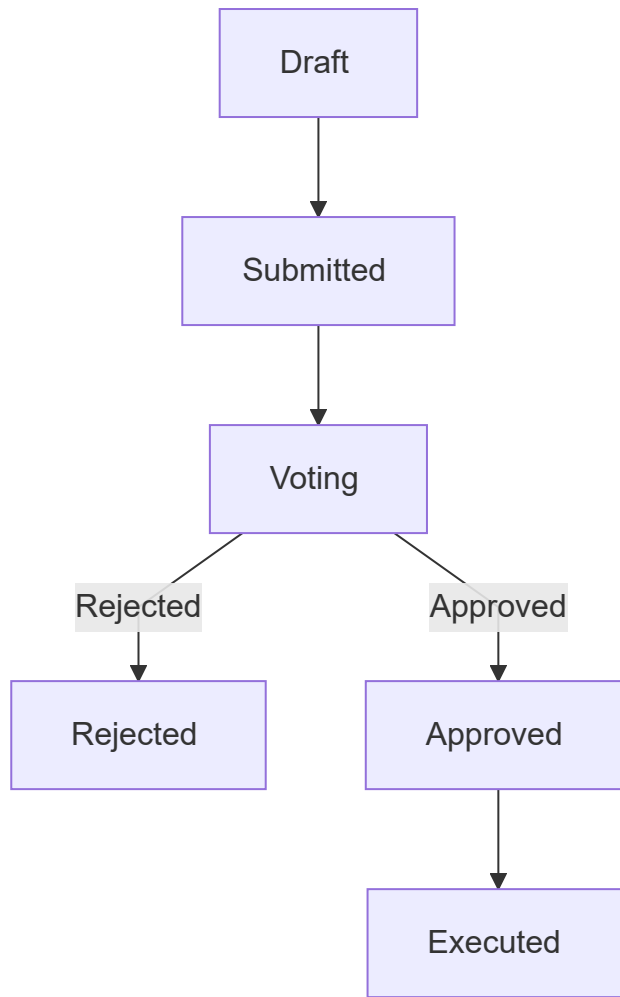 Draft
Submitted
Voting
Rejected
Approved
Rejected
Approved
Executed